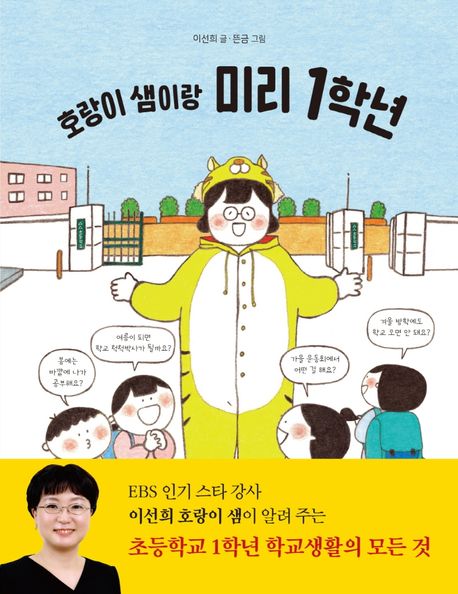 이선희 글·뜬금 그림
호랑이 샘이랑 미리 1학년
봄에는
바깥에 나가
공부해요?
여름이 되면
학교 척척박사가 될까요?
가을 운동회에서
어떤 걸 해요?
겨울 방학에도
학교 오면 안 돼요?
EBS 인기 스타 강사
이선희 호랑이 샘이 알려 주는
초등학교 1학년 학교생활의 모든 것